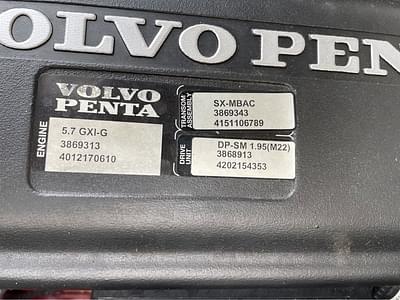 VOLVO PEN
VOLVO
PENTA
ENGINE
5.7 GXI-G
3869313
4012170610
TRANSOM
ASSEMBLY
SX-MBAC
3869343
4151106789
DRIVE
UNIT
DP-SM 1.95(M22)
3868913
4202154353